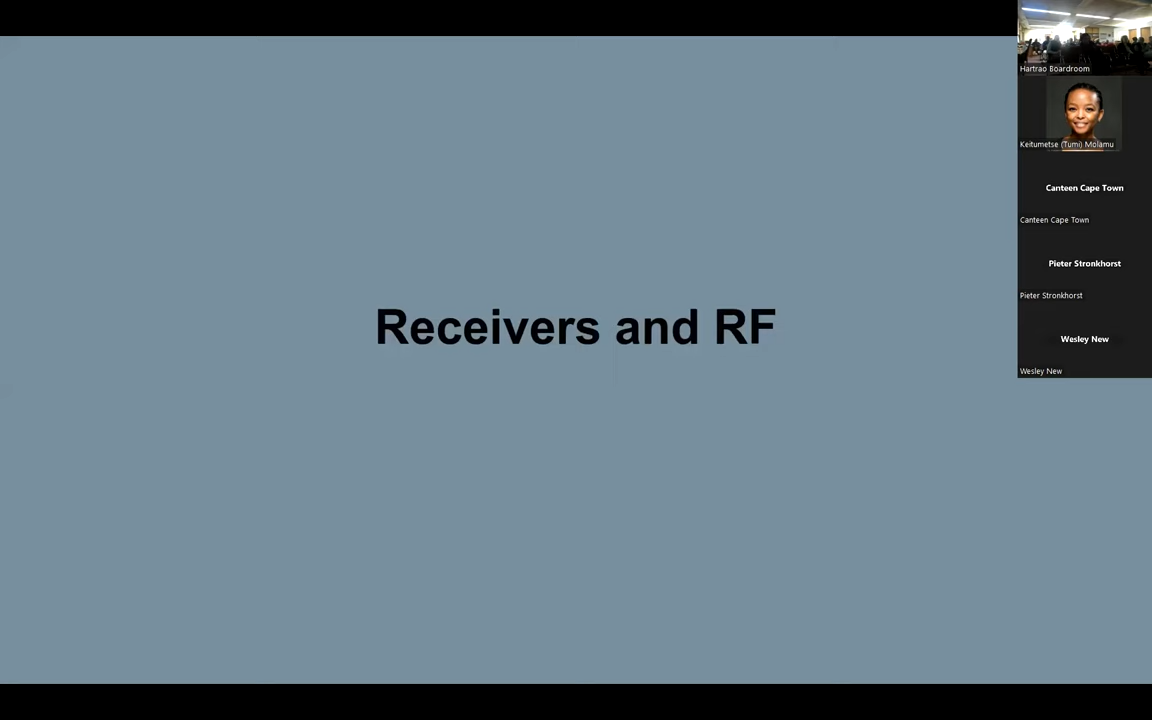 Receivers and RF
Hartrao Boardroom
Keitumetse (Tumi) Molamu
Canteen Cape Town
Canteen Cape Town
Pieter Stronkhorst
Pieter Stronkhorst
Wesley New
Wesley New